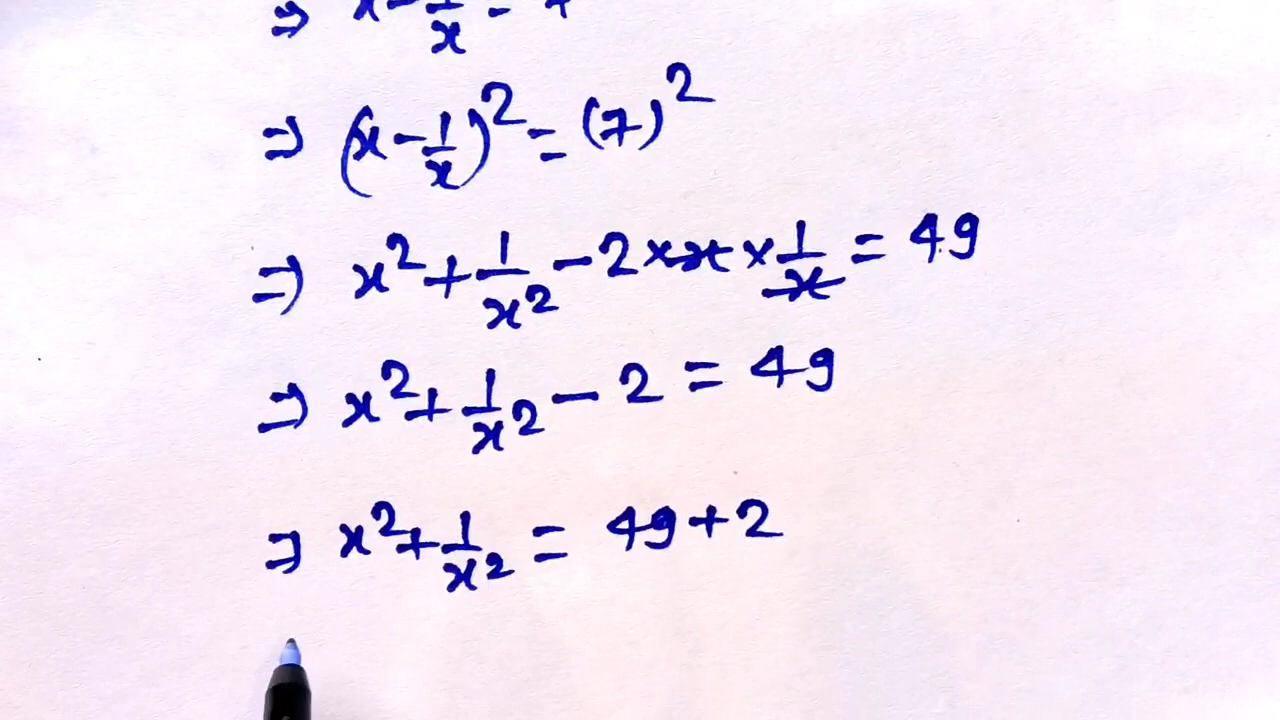 ⇒ x - 1/x =
⇒ (x - 1/x)² = (7)²
⇒ x² + 1/x² - 2 × x × 1/x = 49
⇒ x² + 1/x² - 2 = 49
⇒ x² + 1/x² = 49 + 2